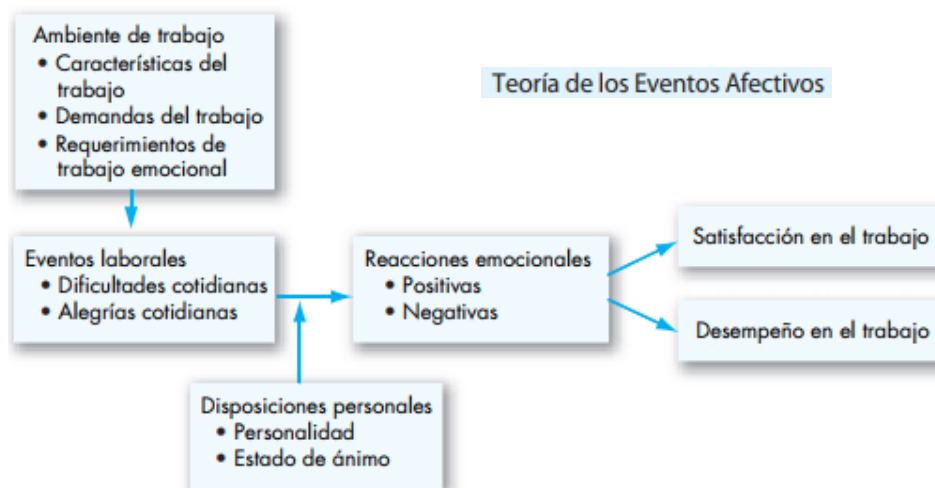 Ambiente de trabajo
• Características del
trabajo
• Demandas del trabajo
• Requerimientos de
trabajo emocional
Teoría de los Eventos Afectivos
Eventos laborales
• Dificultades cotidianas
• Alegrías cotidianas
Reacciones emocionales
• Positivas
• Negativas
Satisfacción en el trabajo
Desempeño en el trabajo
Disposiciones personales
• Personalidad
• Estado de ánimo